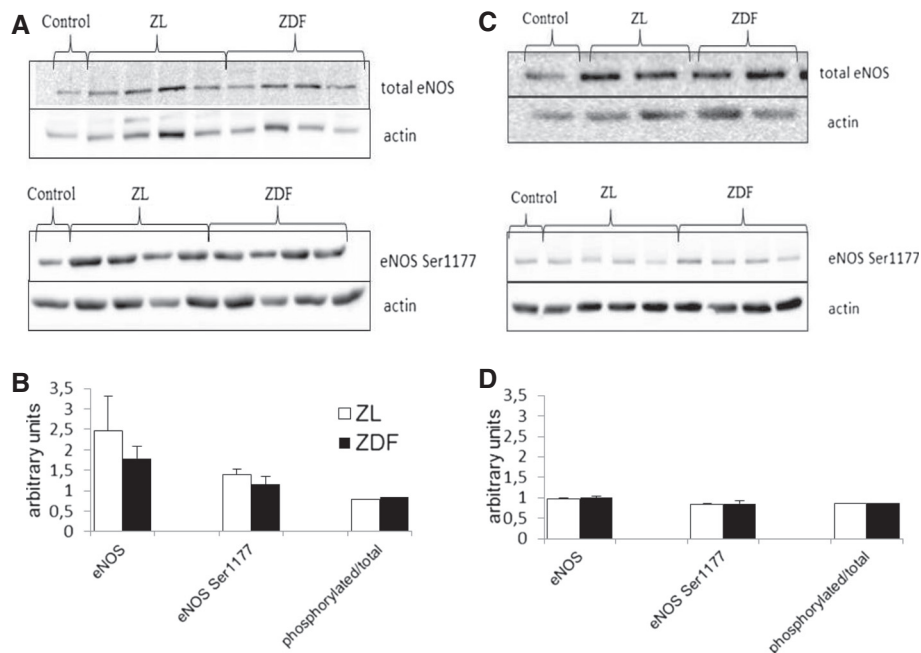 A
Control ZL ZDF
total eNOS
actin
Control ZL ZDF
eNOS Ser1177
actin
B
3,5
3
2,5
2
1,5
1
0,5
0
arbitrary units
ZL
ZDF
eNOS
eNOS Ser1177
phosphorylated/total
C
Control ZL ZDF
total eNOS
actin
Control ZL ZDF
eNOS Ser1177
actin
D
3,5
3
2,5
2
1,5
1
0,5
0
arbitrary units
eNOS
eNOS Ser1177
phosphorylated/total